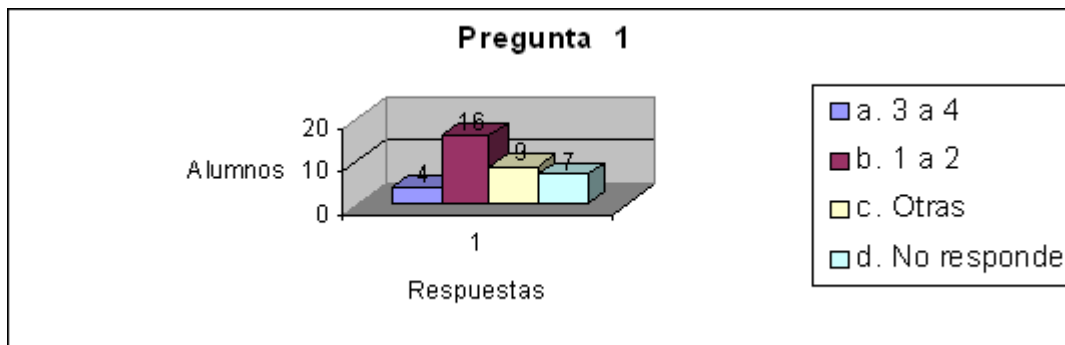 Pregunta 1
20
10
0
Alumnos
4
16
9
7
1
Respuestas
a. 3 a 4
b. 1 a 2
c. Otras
d. No responde